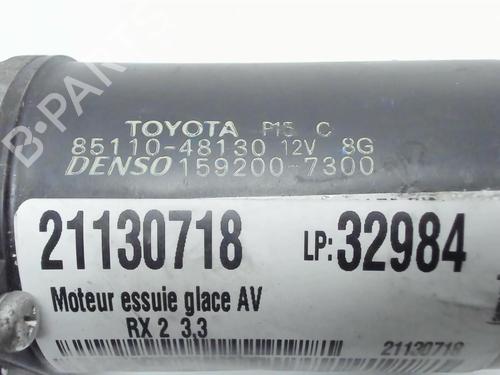 B-PARTS
TOYOTA P15 C
85110-48130 12V 8G
DENSO 159200-7300
21130718 LP: 32984
Moteur essuie glace AV
RX 2 3.3
21130718